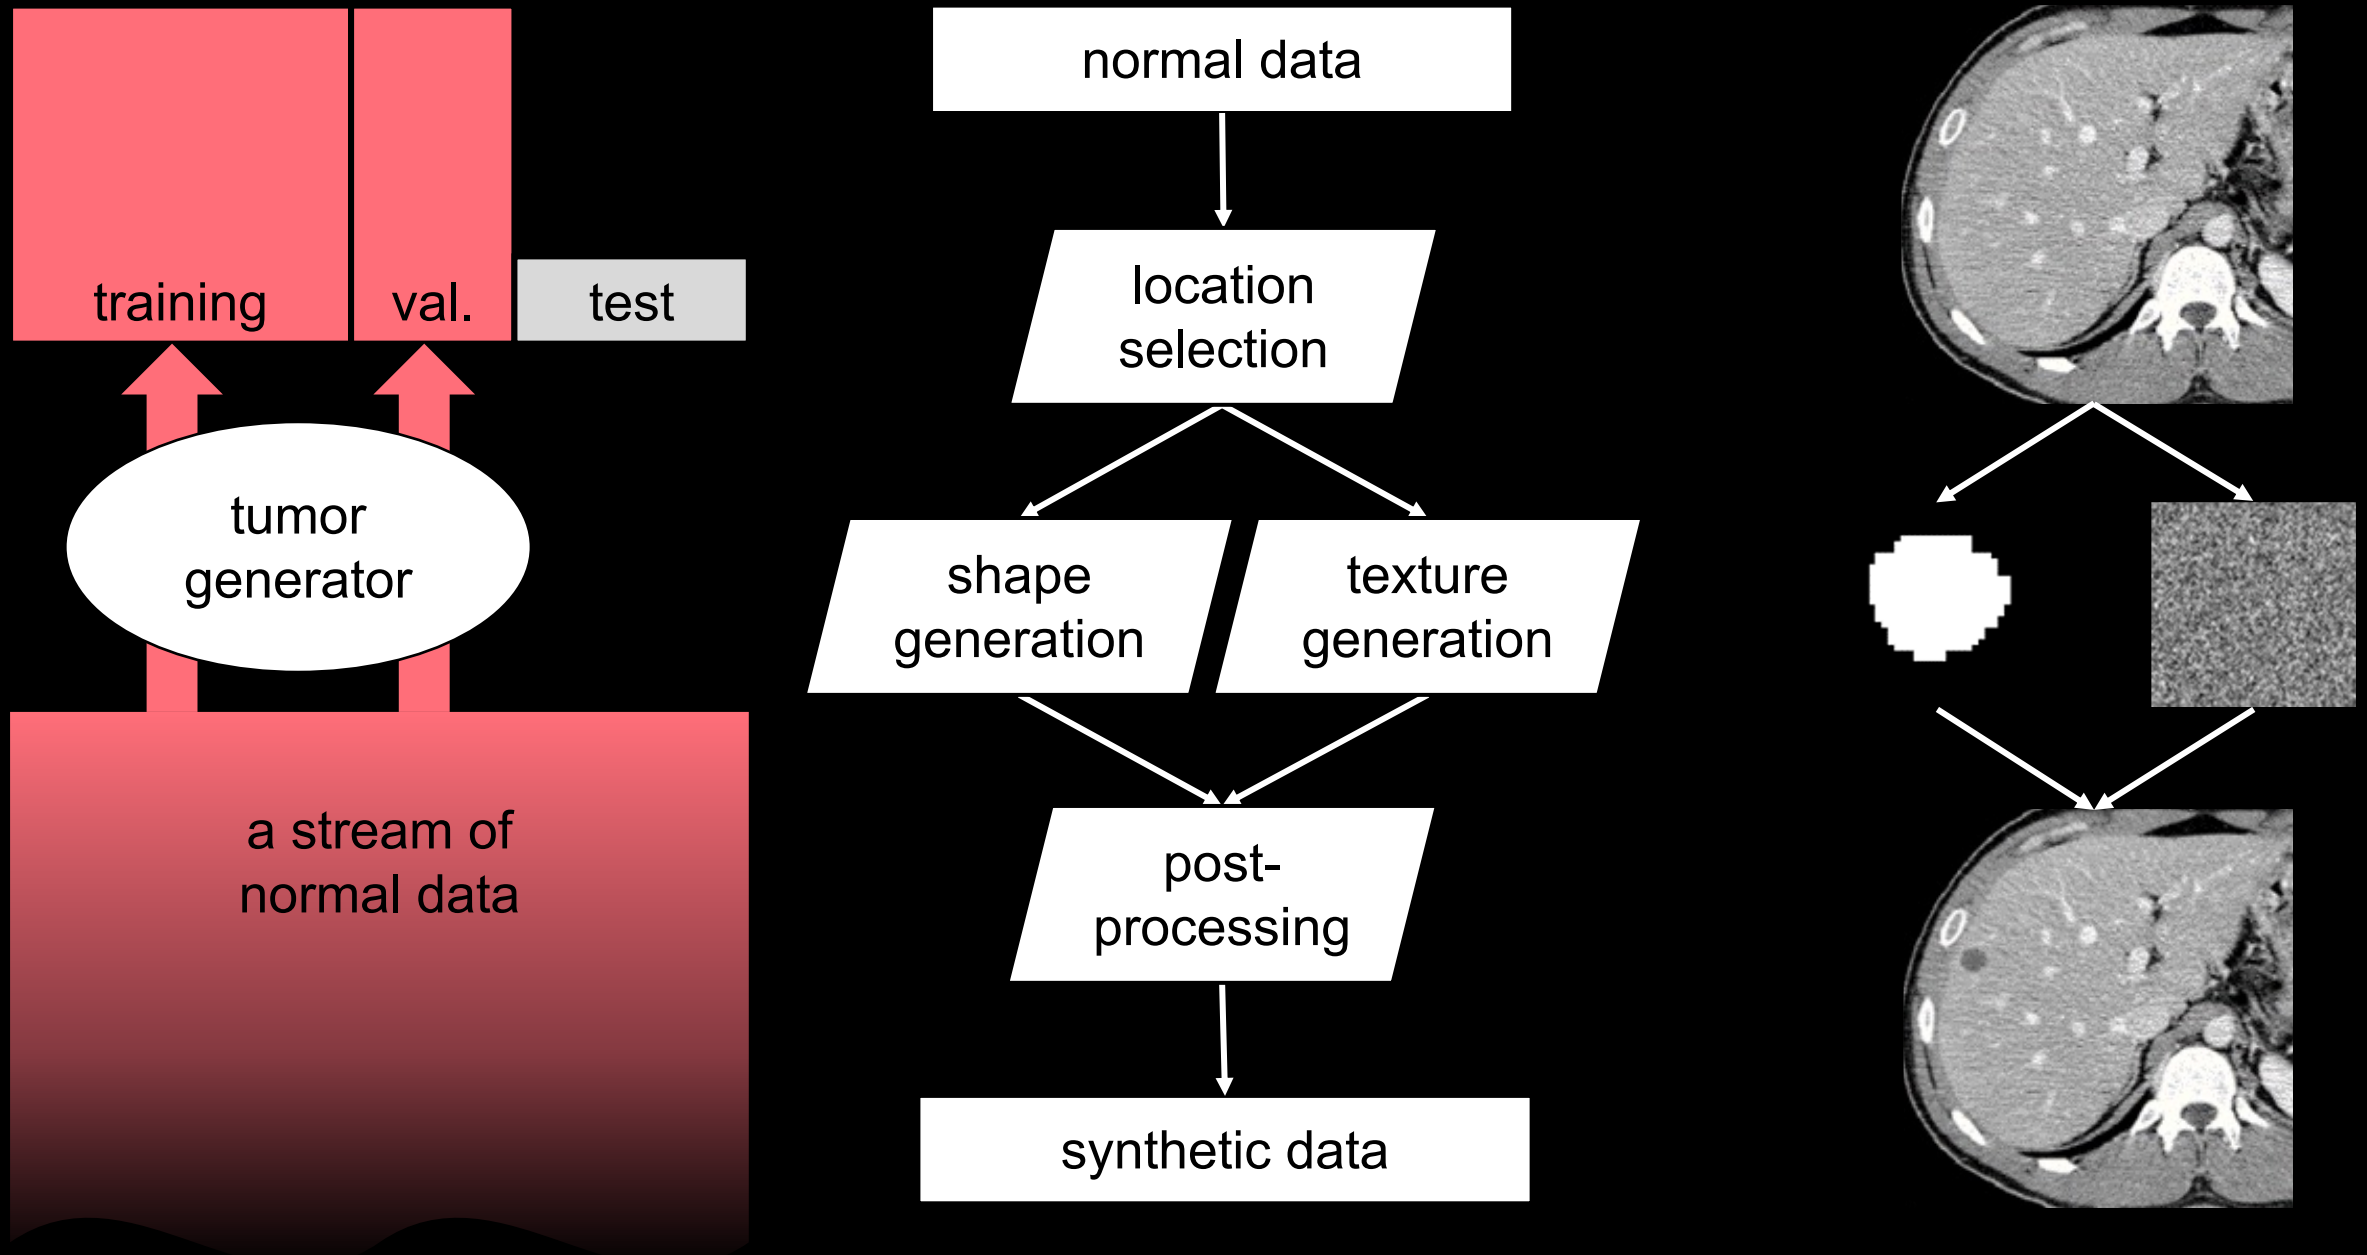 training
val.
test
tumor
generator
a stream of
normal data
normal data
location
selection
shape
generation
texture
generation
post-
processing
synthetic data